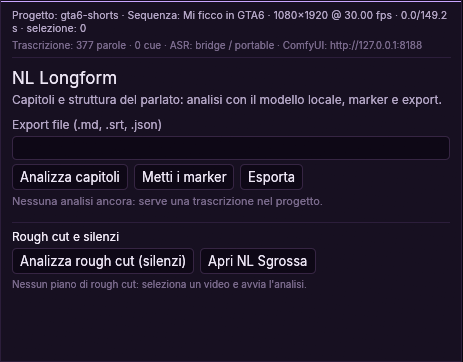 Progetto: gta6-shorts · Sequenza: Mi ficco in GTA6 · 1080×1920 @ 30.00 fps · 0.0/149.2
s · selezione: 0
Trascrizione: 377 parole · 0 cue · ASR: bridge / portable · ComfyUI: http://127.0.0.1:8188
NL Longform
Capitoli e struttura del parlato: analisi con il modello locale, marker e export.
Export file (.md, .srt, .json)
Analizza capitoli Metti i marker Esporta
Nessuna analisi ancora: serve una trascrizione nel progetto.
Rough cut e silenzi
Analizza rough cut (silenzi) Apri NL Sgrossa
Nessun piano di rough cut: seleziona un video e avvia l'analisi.